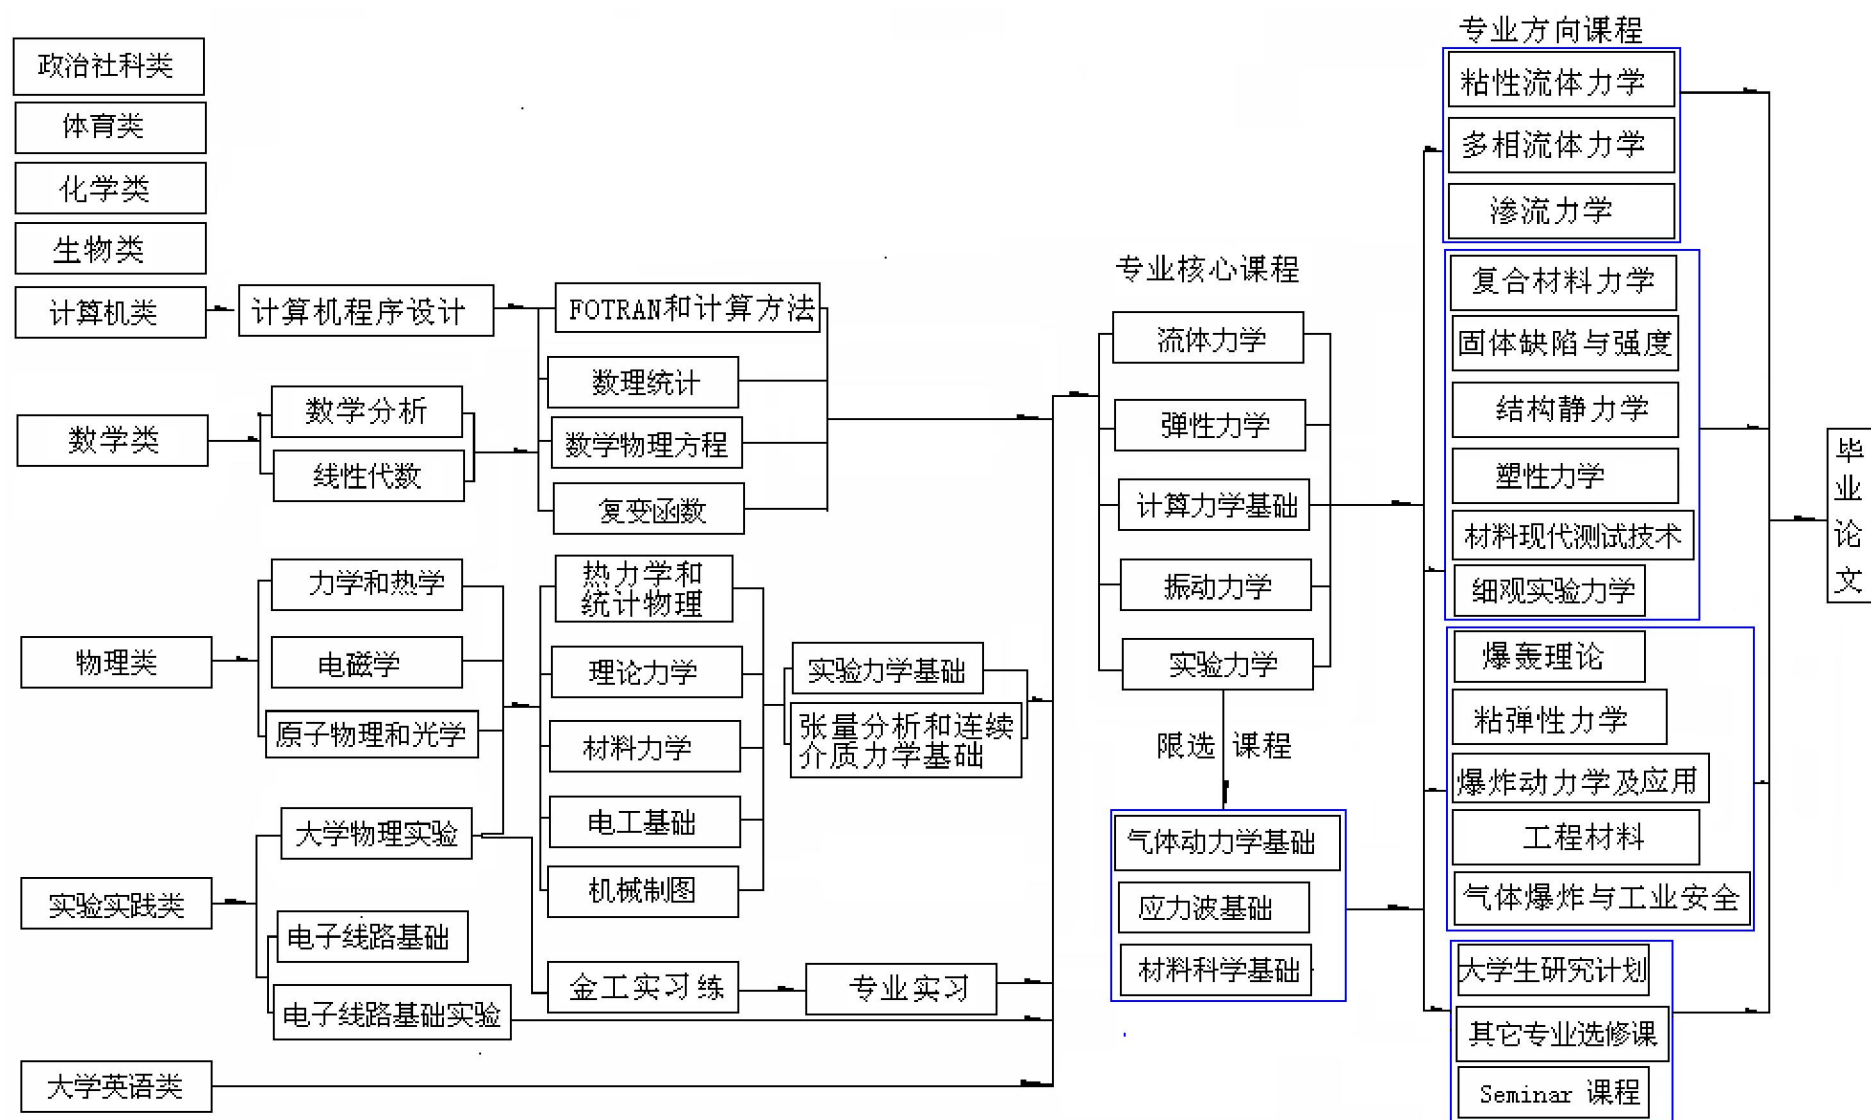 政治社科类
体育类
化学类
生物类
计算机类
数学类
物理类
实验实践类
大学英语类
计算机程序设计
数学分析
线性代数
力学和热学
电磁学
原子物理和光学
大学物理实验
电子线路基础
电子线路基础实验
FOTRAN和计算方法
数理统计
数学物理方程
复变函数
热力学和
统计物理
理论力学
材料力学
电工基础
机械制图
金工实习练
实验力学基础
张量分析和连续
介质力学基础
专业实习
专业核心课程
流体力学
弹性力学
计算力学基础
振动力学
实验力学
限选 课程
气体动力学基础
应力波基础
材料科学基础
专业方向课程
粘性流体力学
多相流体力学
渗流力学
复合材料力学
固体缺陷与强度
结构静力学
塑性力学
材料现代测试技术
细观实验力学
爆轰理论
粘弹性力学
爆炸动力学及应用
工程材料
气体爆炸与工业安全
大学生研究计划
其它专业选修课
Seminar 课程
毕业论文